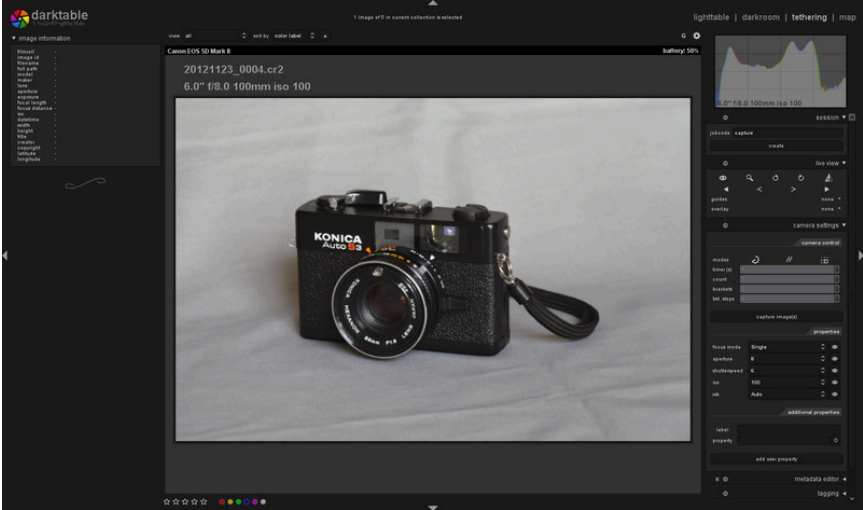 darktable
1 image of 5 in current collection is selected
lighttable | darkroom | tethering | map
image information
filmroll -
image id -
filename -
full path -
model -
maker -
lens -
aperture -
exposure -
focal length -
focus distance -
iso -
datetime -
width -
height -
title -
creator -
copyright -
latitude -
longitude -
view all
sort by color label
G
Canon EOS 5D Mark II
battery: 50%
20121123_0004.cr2
6.0" f/8.0 100mm iso 100
KONICA
Auto S3
KONICA HEXANON
38mm F1.8 LENS
6.0" f/8.0 100mm iso 100
session
jobcode capture
create
live view
guides none
overlay none
camera settings
camera control
modes
timer (s)
count
brackets
bkt. steps
capture image(s)
properties
focus mode Single
aperture 8
shutterspeed 6
iso 100
wb Auto
additional properties
label
property
add user property
metadata editor
tagging